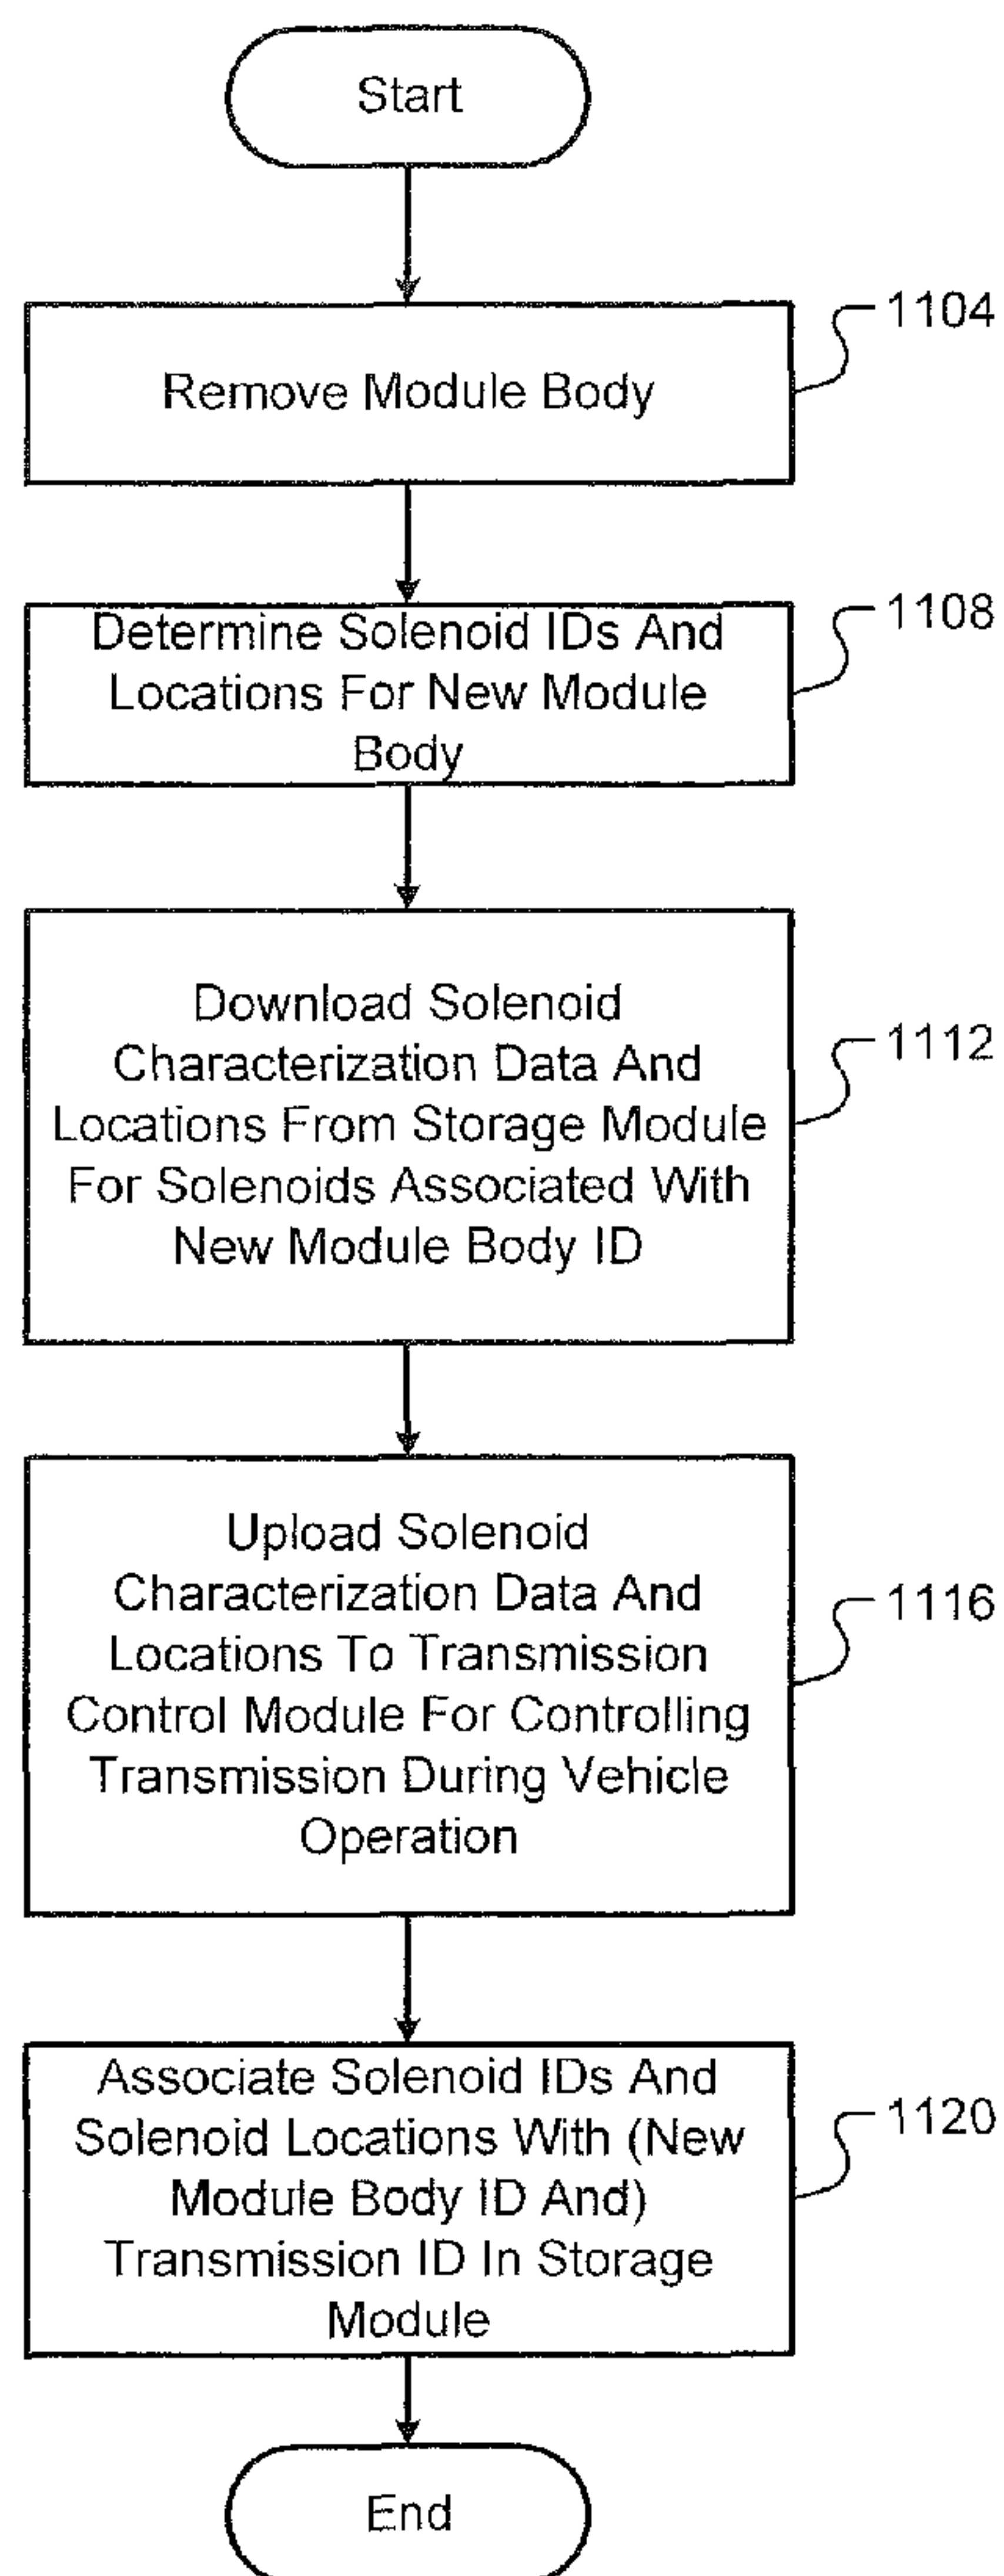 Start
1104
Remove Module Body
1108
Determine Solenoid IDs And
Locations For New Module
Body
1112
Download Solenoid
Characterization Data And
Locations From Storage Module
For Solenoids Associated With
New Module Body ID
1116
Upload Solenoid
Characterization Data And
Locations To Transmission
Control Module For Controlling
Transmission During Vehicle
Operation
1120
Associate Solenoid IDs And
Solenoid Locations With (New
Module Body ID And)
Transmission ID In Storage
Module
End